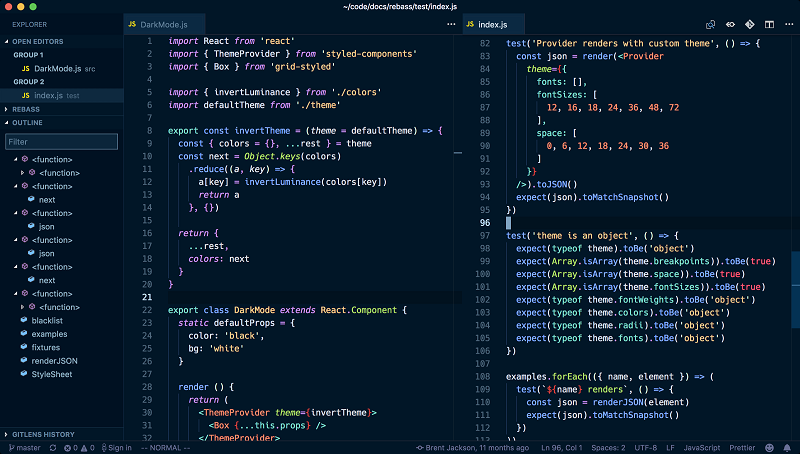 ~/code/docs/rebass/test/index.js
EXPLORER
OPEN EDITORS
GROUP 1
JS DarkMode.js src
GROUP 2
JS index.js test
REBASS
OUTLINE
Filter
<function>
<function>
<function>
next
<function>
json
<function>
json
<function>
next
<function>
<function>
blacklist
examples
fixtures
renderJSON
StyleSheet
GITLENS HISTORY
JS DarkMode.js
1 import React from 'react'
2 import { ThemeProvider } from 'styled-components'
3 import { Box } from 'grid-styled'
4
5 import { invertLuminance } from './colors'
6 import defaultTheme from './theme'
7
8 export const invertTheme = (theme = defaultTheme) => {
9 const { colors = {}, ...rest } = theme
10 const next = Object.keys(colors)
11 .reduce((a, key) => {
12 a[key] = invertLuminance(colors[key])
13 return a
14 }, {})
15
16 return {
17 ...rest,
18 colors: next
19 }
20 }
21
22 export class DarkMode extends React.Component {
23 static defaultProps = {
24 color: 'black',
25 bg: 'white'
26 }
27
28 render () {
29 return (
30 <ThemeProvider theme={invertTheme}>
31 <Box {...this.props} />
32 </ThemeProvider>
JS index.js
82 test('Provider renders with custom theme', () => {
83 const json = render(<Provider
84 theme={{
85 fonts: [],
86 fontSizes: [
87 12, 16, 18, 24, 36, 48, 72
88 ],
89 space: [
90 0, 6, 12, 18, 24, 30, 36
91 ]
92 }}
93 />).toJSON()
94 expect(json).toMatchSnapshot()
95 })
96
97 test('theme is an object', () => {
98 expect(typeof theme).toBe('object')
99 expect(Array.isArray(theme.breakpoints)).toBe(true)
100 expect(Array.isArray(theme.space)).toBe(true)
101 expect(Array.isArray(theme.fontSizes)).toBe(true)
102 expect(typeof theme.fontWeights).toBe('object')
103 expect(typeof theme.colors).toBe('object')
104 expect(typeof theme.radii).toBe('object')
105 expect(typeof theme.fonts).toBe('object')
106 })
107
108 examples.forEach(({ name, element }) => {
109 test(`${name} renders`, () => {
110 const json = renderJSON(element)
111 expect(json).toMatchSnapshot()
112 })
113 ))
master 0 0 Sign in -- NORMAL -- Brent Jackson, 11 months ago Ln 96, Col 1 Spaces: 2 UTF-8 LF JavaScript Prettier